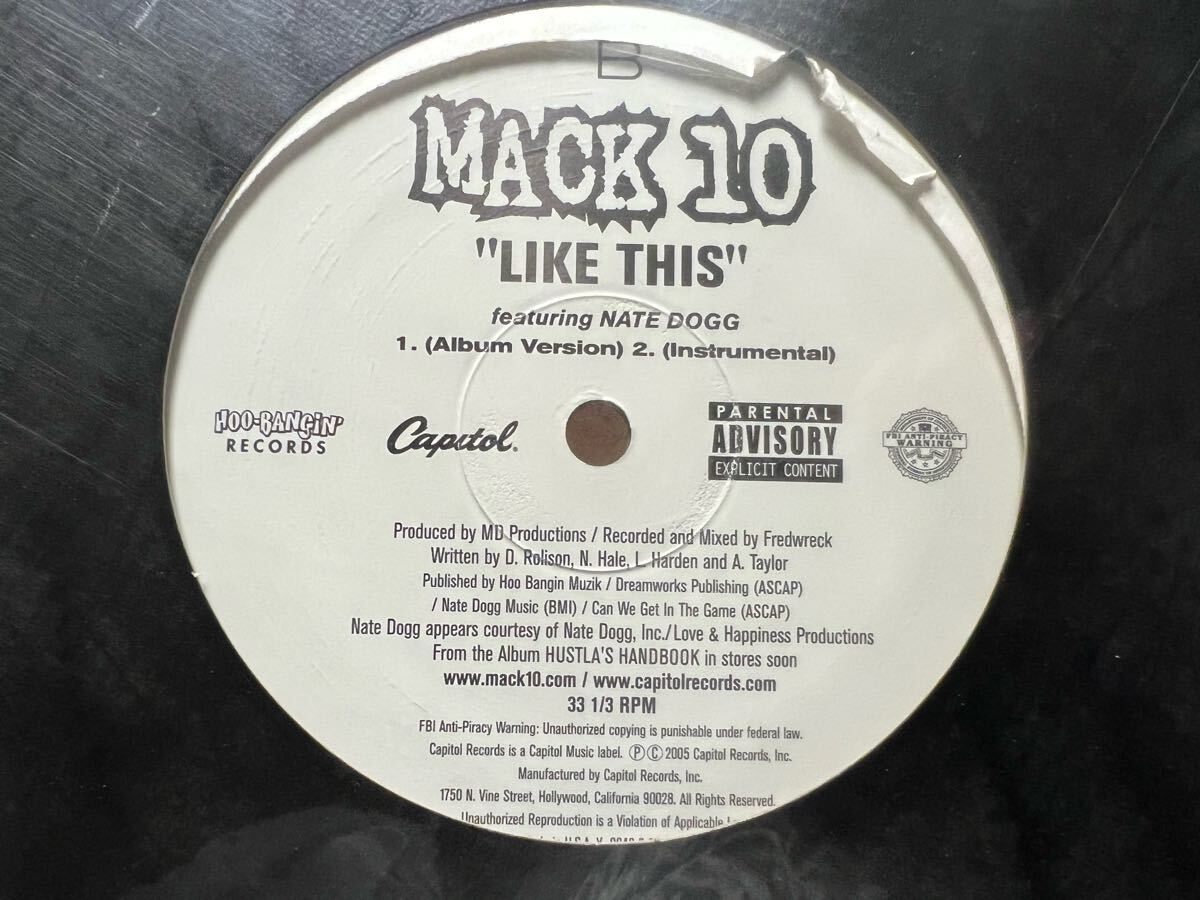 B
MACK 10
"LIKE THIS"
featuring NATE DOGG
1. (Album Version) 2. (Instrumental)
HOO-BANGIN'
RECORDS
Capitol®
PARENTAL
ADVISORY
EXPLICIT CONTENT
FBI ANTI-PIRACY
WARNING
Produced by MD Productions / Recorded and Mixed by Fredwreck
Written by D. Rolison, N. Hale, L. Harden and A. Taylor
Published by Hoo Bangin Muzik / Dreamworks Publishing (ASCAP)
/ Nate Dogg Music (BMI) / Can We Get In The Game (ASCAP)
Nate Dogg appears courtesy of Nate Dogg, Inc./Love & Happiness Productions
From the Album HUSTLA'S HANDBOOK in stores soon
www.mack10.com / www.capitolrecords.com
33 1/3 RPM
FBI Anti-Piracy Warning: Unauthorized copying is punishable under federal law.
Capitol Records is a Capitol Music label. ℗©2005 Capitol Records, Inc.
Manufactured by Capitol Records, Inc.
1750 N. Vine Street, Hollywood, California 90028. All Rights Reserved.
Unauthorized Reproduction is a Violation of Applicable